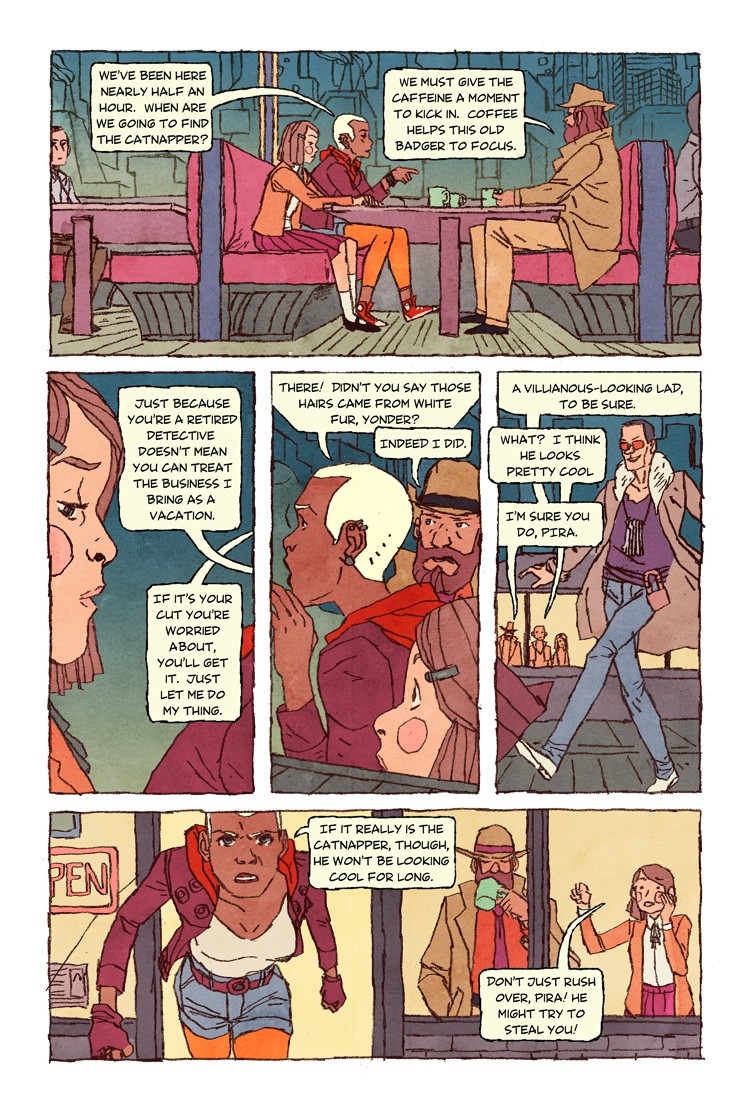 WE'VE BEEN HERE
NEARLY HALF AN
HOUR. WHEN ARE
WE GOING TO FIND
THE CATNAPPER?
WE MUST GIVE THE
CAFFEINE A MOMENT
TO KICK IN. COFFEE
HELPS THIS OLD
BADGER TO FOCUS.
JUST BECAUSE
YOU'RE A RETIRED
DETECTIVE
DOESN'T MEAN
YOU CAN TREAT
THE BUSINESS I
BRING AS A
VACATION.
IF IT'S YOUR
CUT YOU'RE
WORRIED
ABOUT,
YOU'LL GET
IT. JUST
LET ME DO
MY THING.
THERE! DIDN'T YOU SAY THOSE
HAIRS CAME FROM WHITE
FUR, YONDER?
INDEED I DID.
A VILLIANOUS-LOOKING LAD,
TO BE SURE.
WHAT? I THINK
HE LOOKS
PRETTY COOL
I'M SURE YOU
DO, PIRA.
PEN
IF IT REALLY IS THE
CATNAPPER, THOUGH,
HE WON'T BE LOOKING
COOL FOR LONG.
DON'T JUST RUSH
OVER, PIRA! HE
MIGHT TRY TO
STEAL YOU!